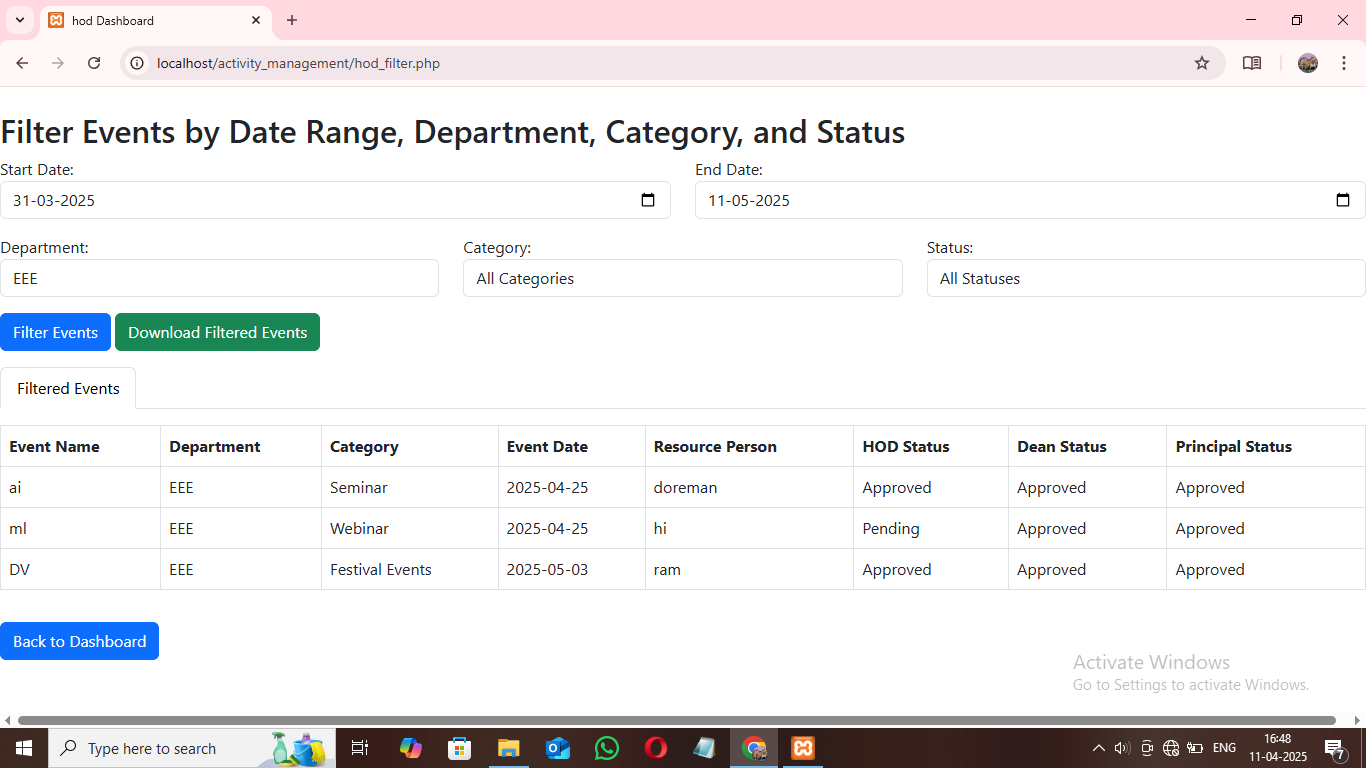 hod Dashboard
localhost/activity_management/hod_filter.php
Filter Events by Date Range, Department, Category, and Status
Start Date: End Date:
31-03-2025 11-05-2025
Department: Category: Status:
EEE All Categories All Statuses
Filter Events Download Filtered Events
Filtered Events
Event Name Department Category Event Date Resource Person HOD Status Dean Status Principal Status
ai EEE Seminar 2025-04-25 doreman Approved Approved Approved
ml EEE Webinar 2025-04-25 hi Pending Approved Approved
DV EEE Festival Events 2025-05-03 ram Approved Approved Approved
Back to Dashboard
Activate Windows
Go to Settings to activate Windows.
Type here to search ENG 16:48
11-04-2025 7